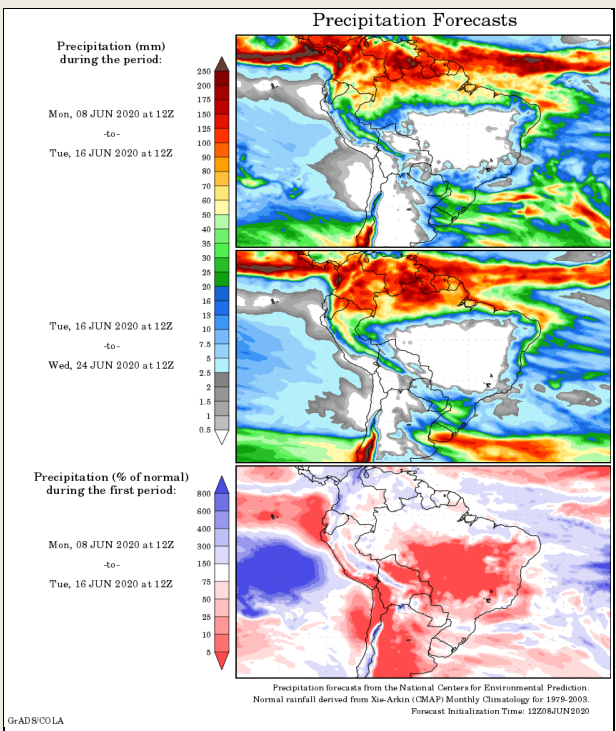 Precipitation Forecasts
Precipitation (mm)
during the period:
Mon, 08 JUN 2020 at 12Z
-to-
Tue, 16 JUN 2020 at 12Z
250
200
175
150
125
100
90
80
70
60
50
40
35
30
25
20
16
13
10
7.5
5
2.5
2
1.5
1
0.5
Tue, 16 JUN 2020 at 12Z
-to-
Wed, 24 JUN 2020 at 12Z
Precipitation (% of normal)
during the first period:
Mon, 08 JUN 2020 at 12Z
-to-
Tue, 16 JUN 2020 at 12Z
800
600
400
300
150
75
50
25
10
5
Precipitation forecasts from the National Centers for Environmental Prediction.
Normal rainfall derived from Xie-Arkin (CMAP) Monthly Climatology for 1979-2003.
Forecast Initialization Time: 12Z08JUN2020
GrADS/COLA